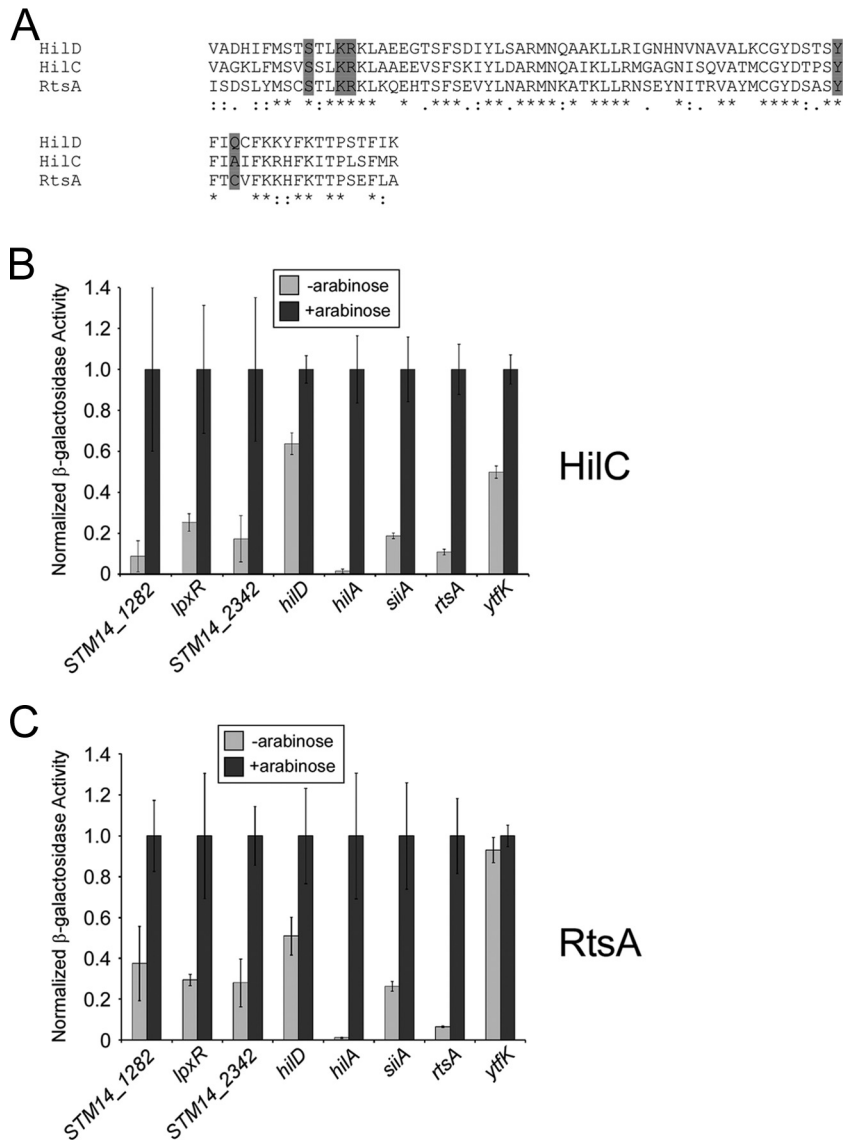 A
HilD VADHIFMSTSTLKRKLAEEGTSFSDIYLSARMNQAAKLLRIGNHNVNAVALKCGYDSTSY
HilC VAGKLFMSVSSLKRKLAAEEVSFSKIYLDARMNQAIKLLRMGAGNISQVATMCGYDTPSY
RtsA ISDSLYMSCSTLKRKLKQEHTSFSEVYLNARMNKATKLLRNSEYNITRVAYMCGYDSASY
HilD FIQCFKKYFKTTPSTFIK
HilC FIAIFKRHFKITPLSFMR
RtsA FTCVFKKHFKTTPSEFLA
B
-arabinose
+arabinose
Normalized β-galactosidase Activity
1.4
1.2
1.0
0.8
0.6
0.4
0.2
0
STM14_1282 lpxR STM14_2342 hilD hilA siiA rtsA ytfK
HilC
C
-arabinose
+arabinose
Normalized β-galactosidase Activity
1.4
1.2
1.0
0.8
0.6
0.4
0.2
0
STM14_1282 lpxR STM14_2342 hilD hilA siiA rtsA ytfK
RtsA